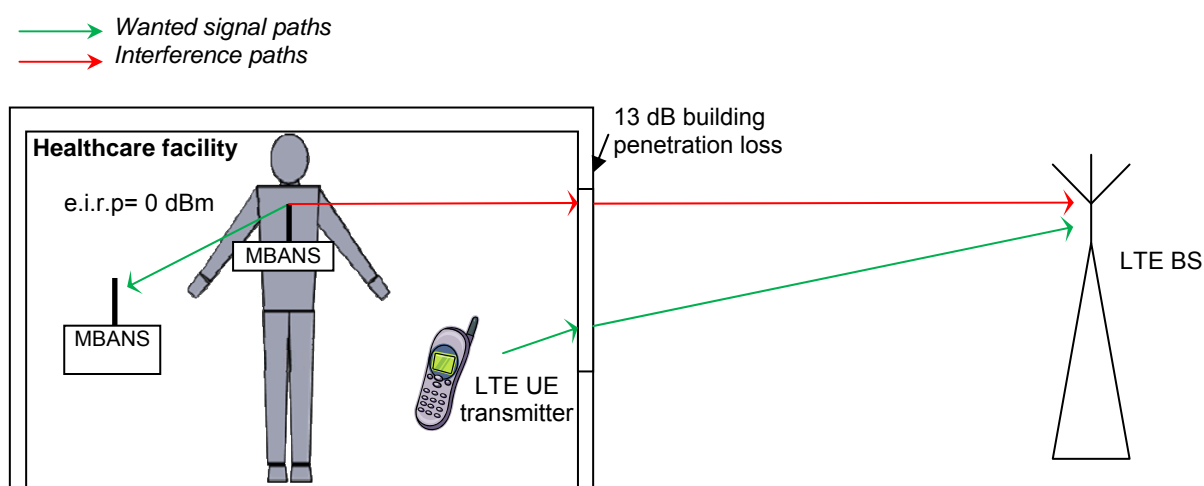 Wanted signal paths
Interference paths
13 dB building
penetration loss
Healthcare facility
e.i.r.p= 0 dBm
MBANS
LTE BS
MBANS
LTE UE
transmitter